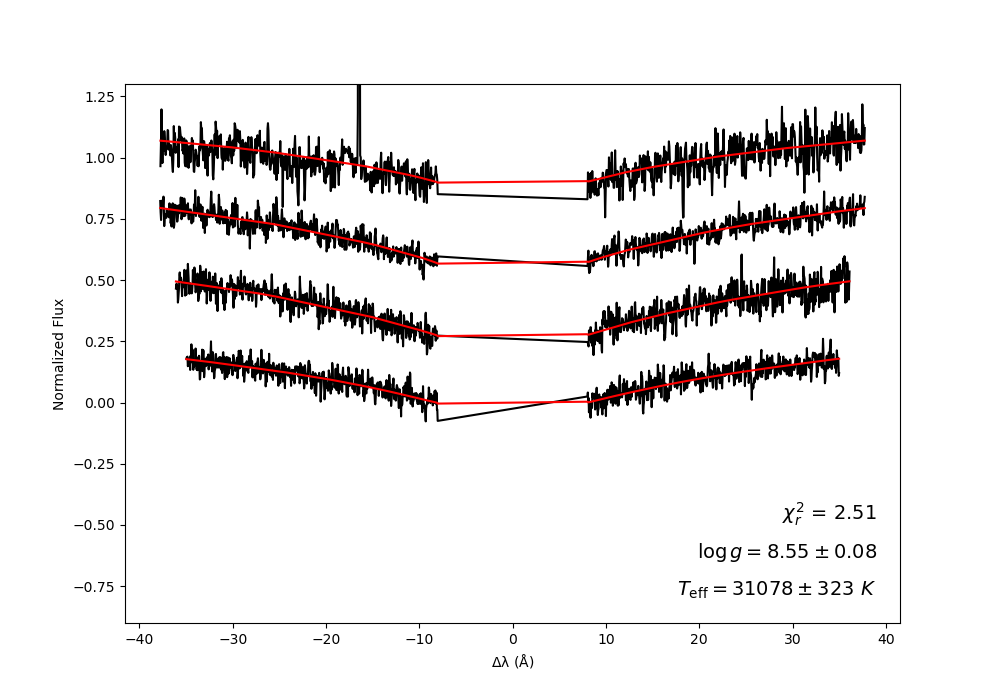 1.25
1.00
0.75
0.50
0.25
0.00
−0.25
−0.50
−0.75
Normalized Flux
χ²ᵣ = 2.51
log g = 8.55 ± 0.08
T_eff = 31078 ± 323 K
−40 −30 −20 −10 0 10 20 30 40
Δλ (Å)